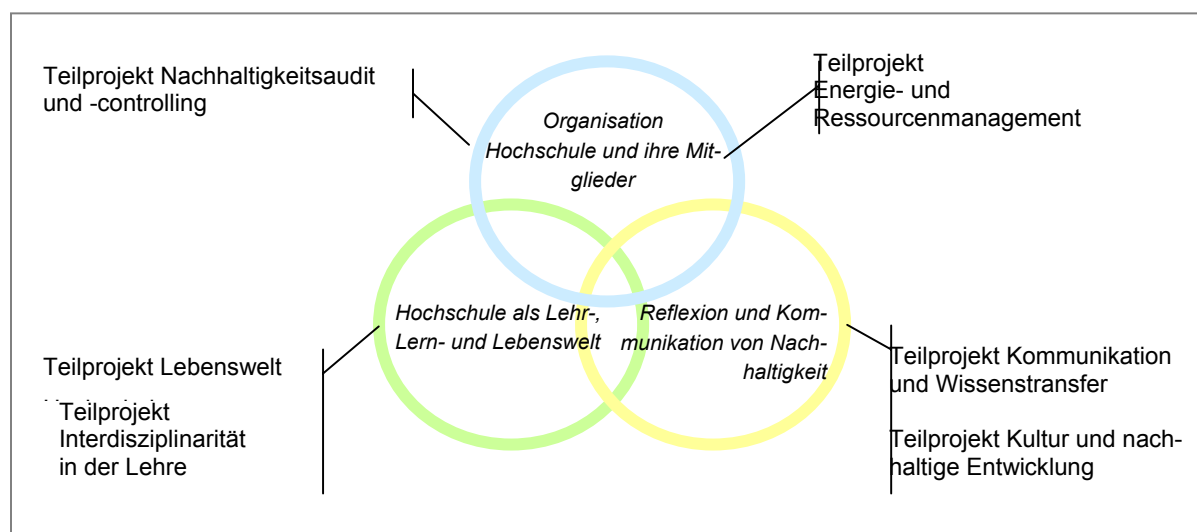 Teilprojekt Nachhaltigkeitsaudit
und -controlling
Teilprojekt
Energie- und
Ressourcenmanagement
Organisation
Hochschule und ihre Mit-
glieder
Hochschule als Lehr-,
Lern- und Lebenswelt
Reflexion und Kom-
munikation von Nach-
haltigkeit
Teilprojekt Lebenswelt
Teilprojekt
Interdisziplinarität
in der Lehre
Teilprojekt Kommunikation
und Wissenstransfer
Teilprojekt Kultur und nach-
haltige Entwicklung